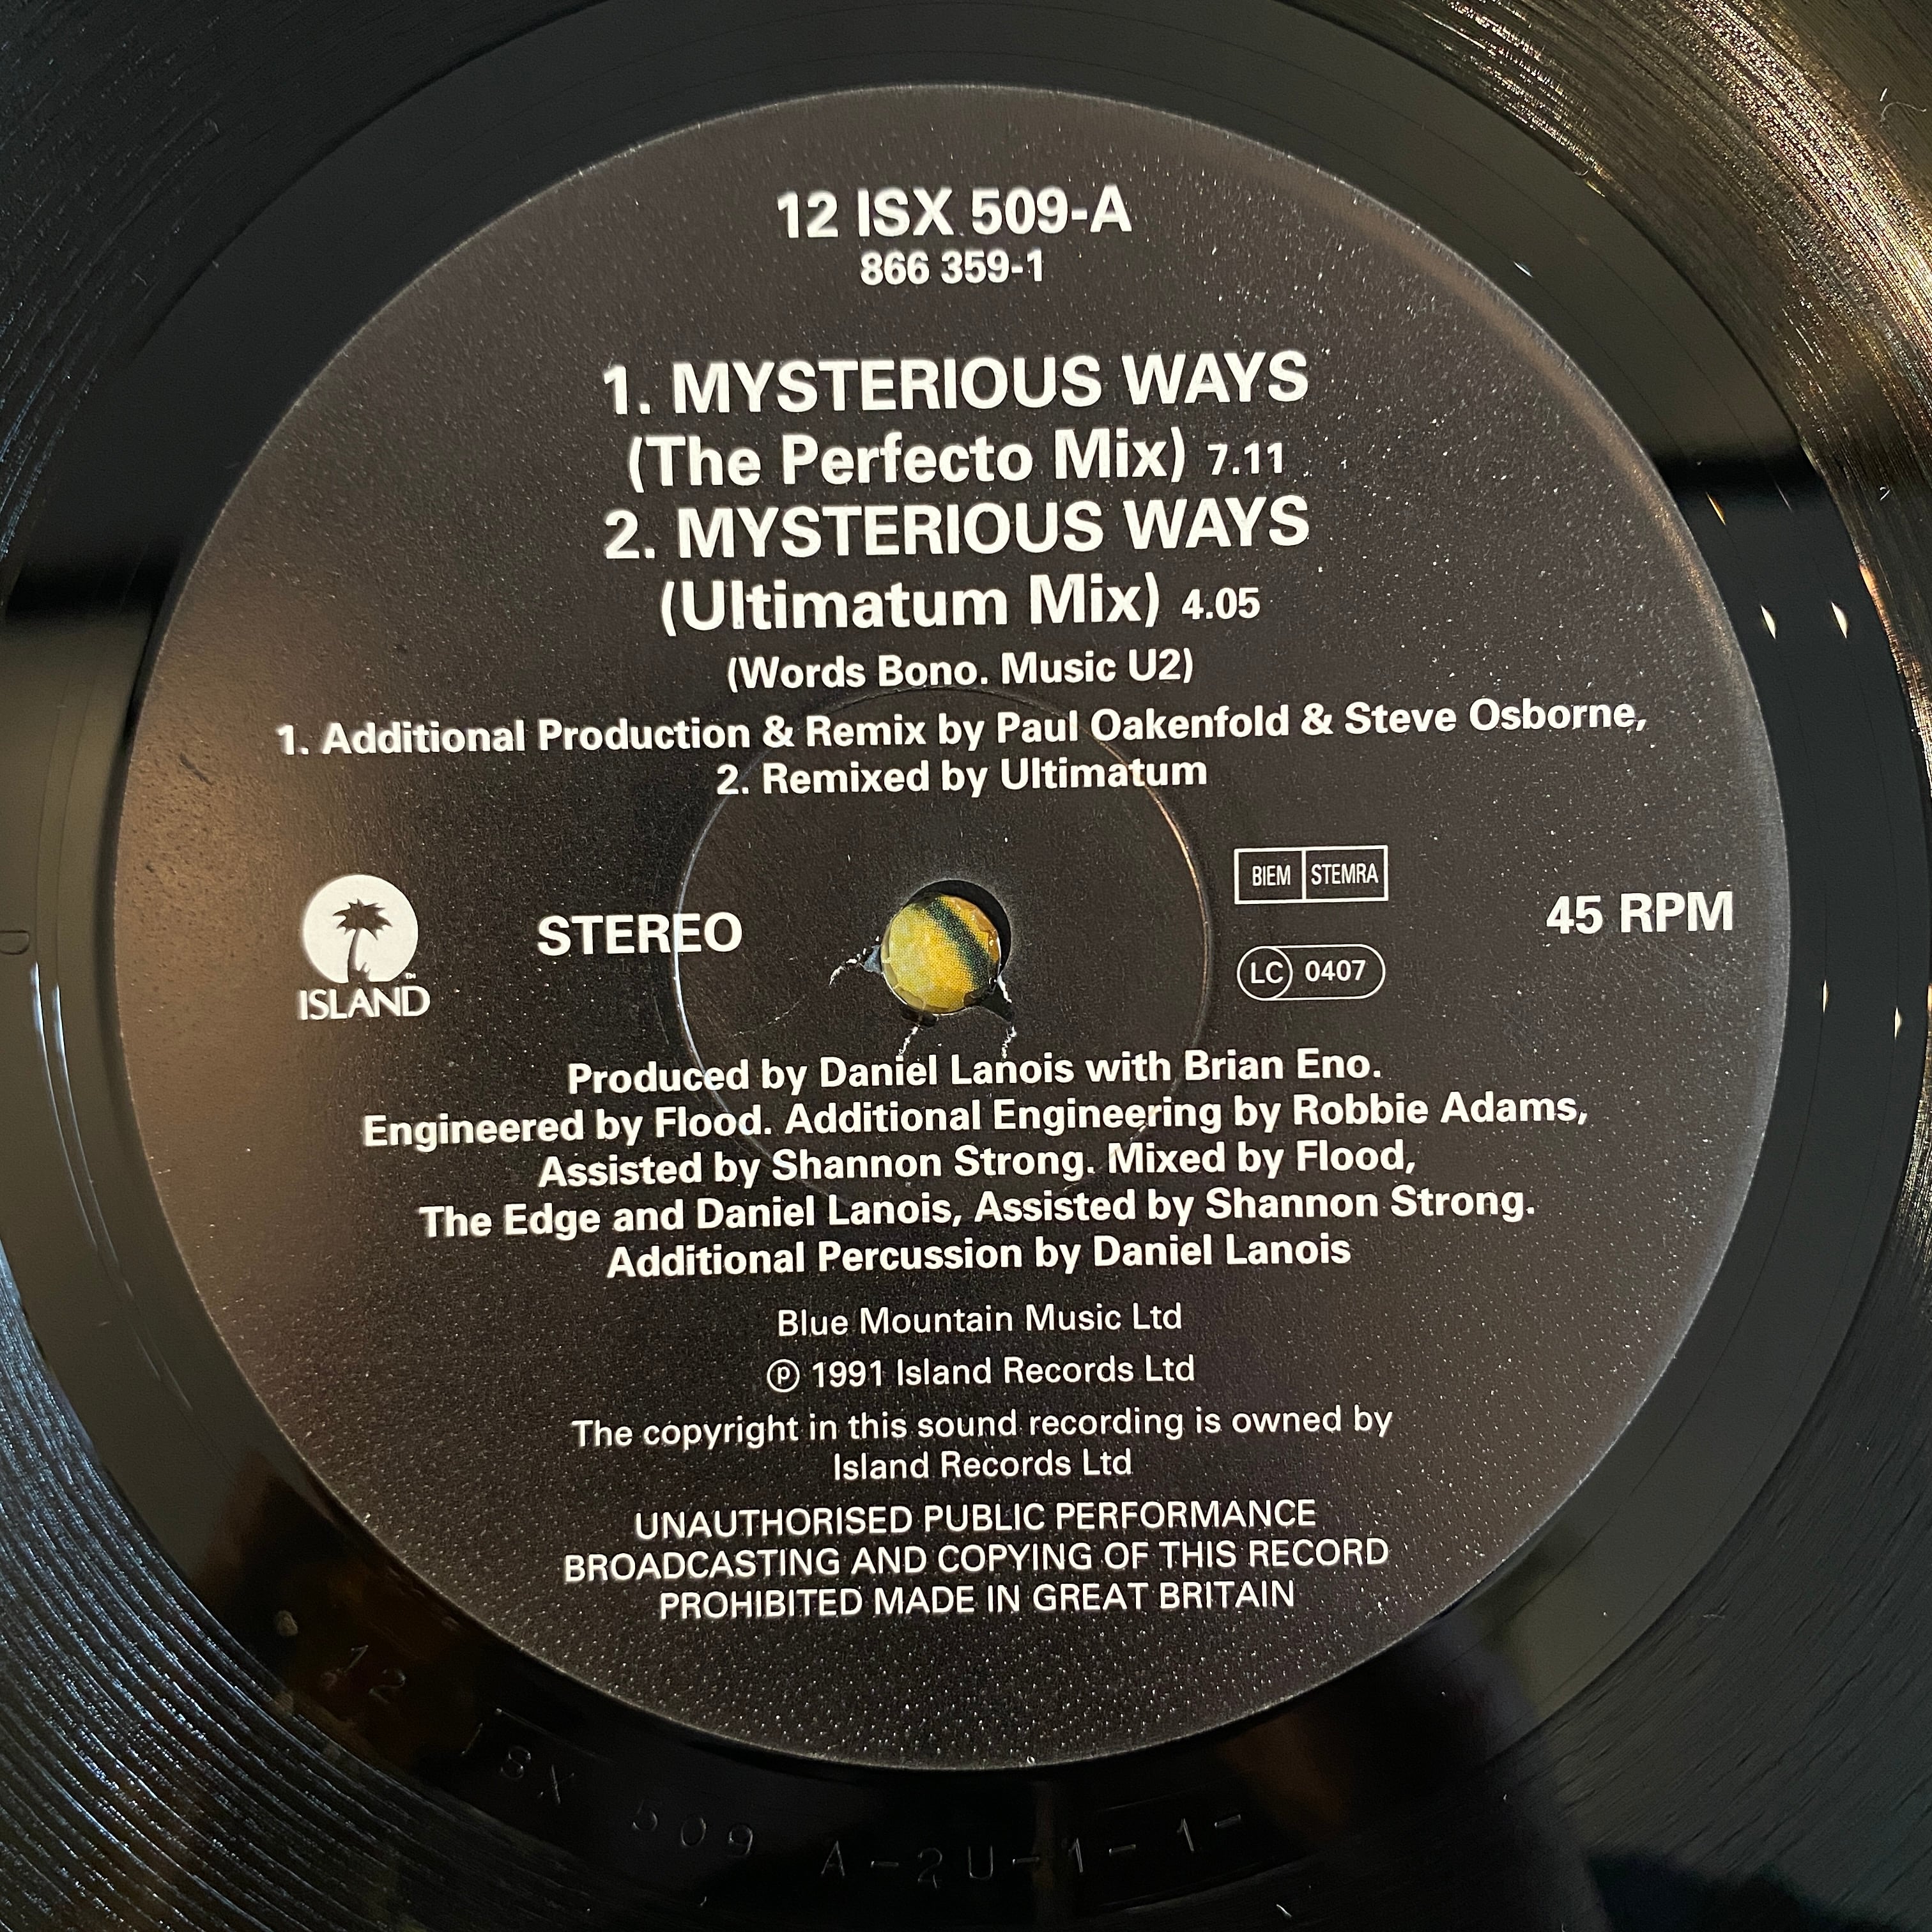 12 ISX 509-A
866 359-1
1. MYSTERIOUS WAYS
(The Perfecto Mix) 7.11
2. MYSTERIOUS WAYS
(Ultimatum Mix) 4.05
(Words Bono. Music U2)
1. Additional Production & Remix by Paul Oakenfold & Steve Osborne,
2. Remixed by Ultimatum
BIEM STEMRA
STEREO
45 RPM
LC 0407
TM
ISLAND
Produced by Daniel Lanois with Brian Eno.
Engineered by Flood. Additional Engineering by Robbie Adams,
Assisted by Shannon Strong. Mixed by Flood,
The Edge and Daniel Lanois, Assisted by Shannon Strong.
Additional Percussion by Daniel Lanois
Blue Mountain Music Ltd
℗ 1991 Island Records Ltd
The copyright in this sound recording is owned by
Island Records Ltd
UNAUTHORISED PUBLIC PERFORMANCE
BROADCASTING AND COPYING OF THIS RECORD
PROHIBITED MADE IN GREAT BRITAIN
12 ISX 509 A-2U-1-1-